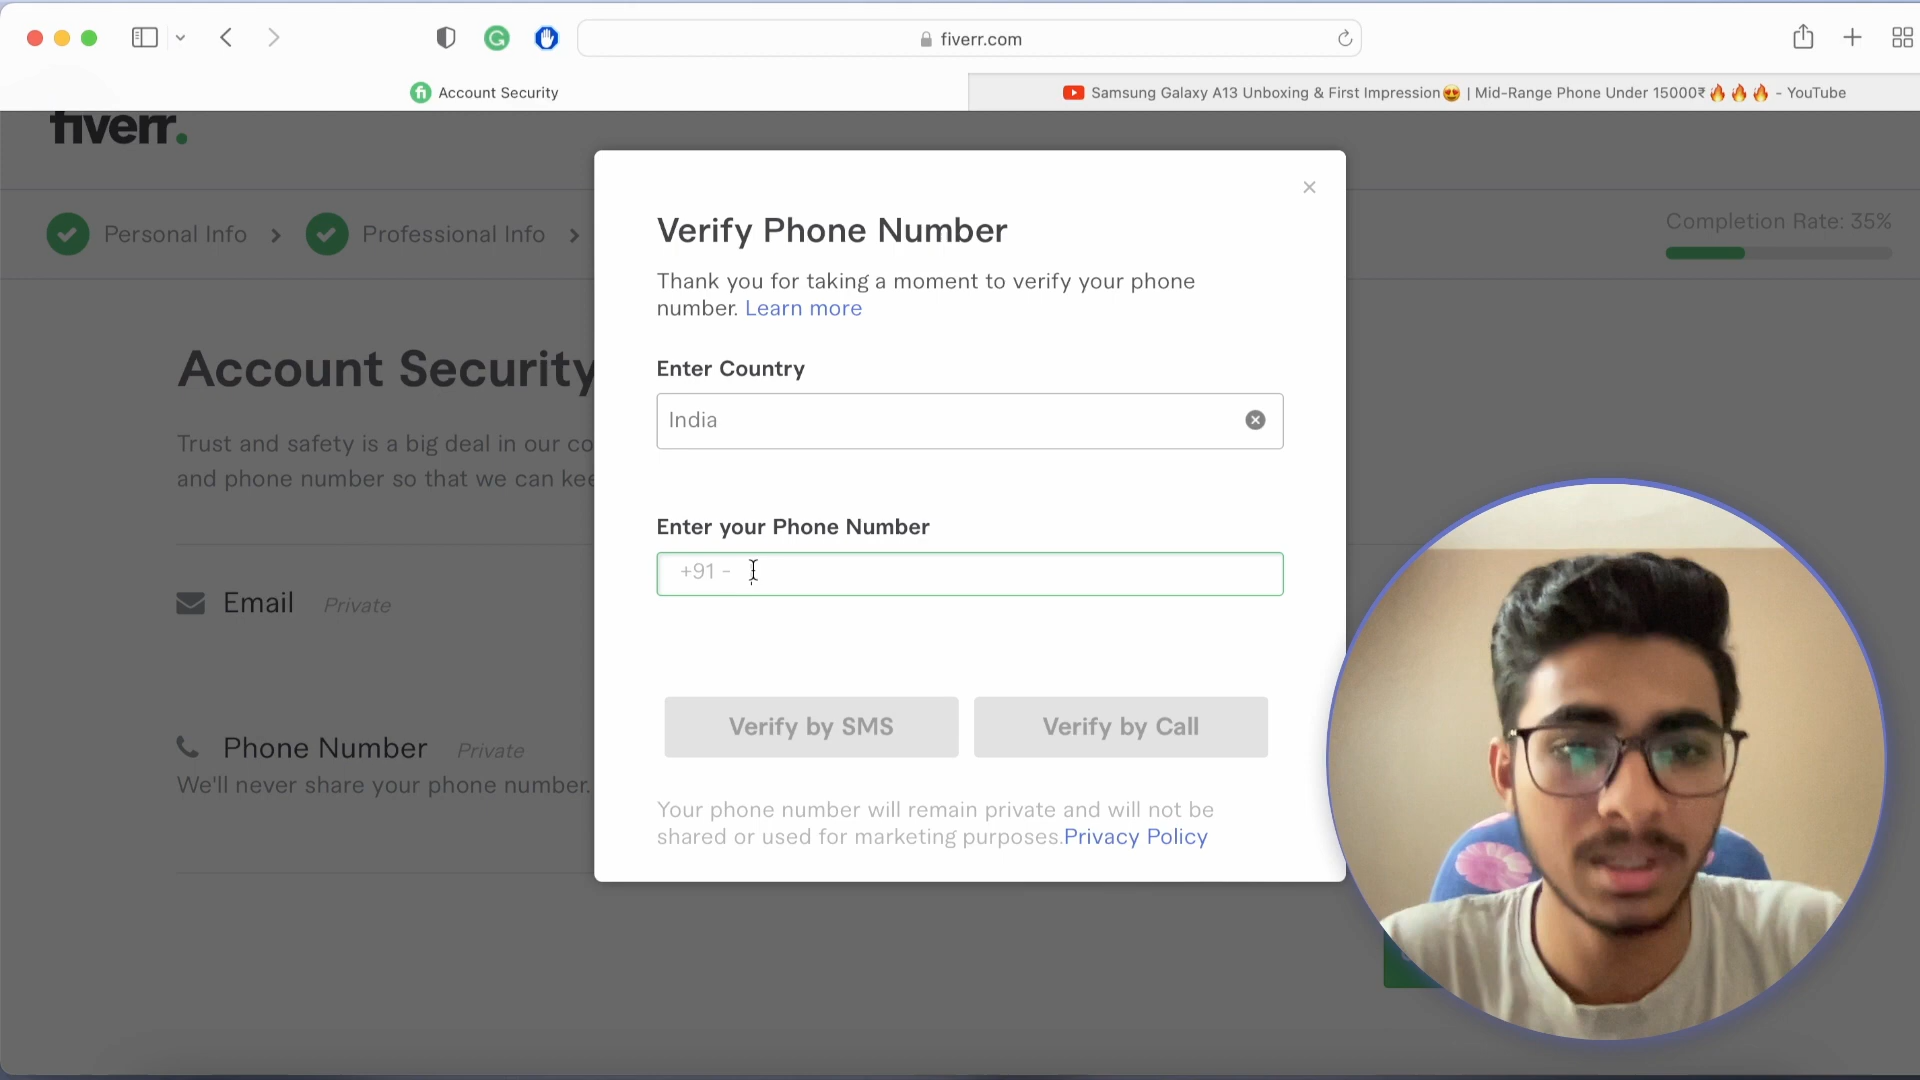 fiverr.com
Account Security
Samsung Galaxy A13 Unboxing & First Impression😍 | Mid-Range Phone Under 15000₹🔥🔥🔥 - YouTube
fiverr.
Personal Info
Professional Info
Completion Rate: 35%
Verify Phone Number
Thank you for taking a moment to verify your phone
number. Learn more
Enter Country
India
Enter your Phone Number
+91 -
Verify by SMS
Verify by Call
Your phone number will remain private and will not be
shared or used for marketing purposes.Privacy Policy
Account Security
Trust and safety is a big deal in our co
and phone number so that we can kee
Email Private
Phone Number Private
We'll never share your phone number.